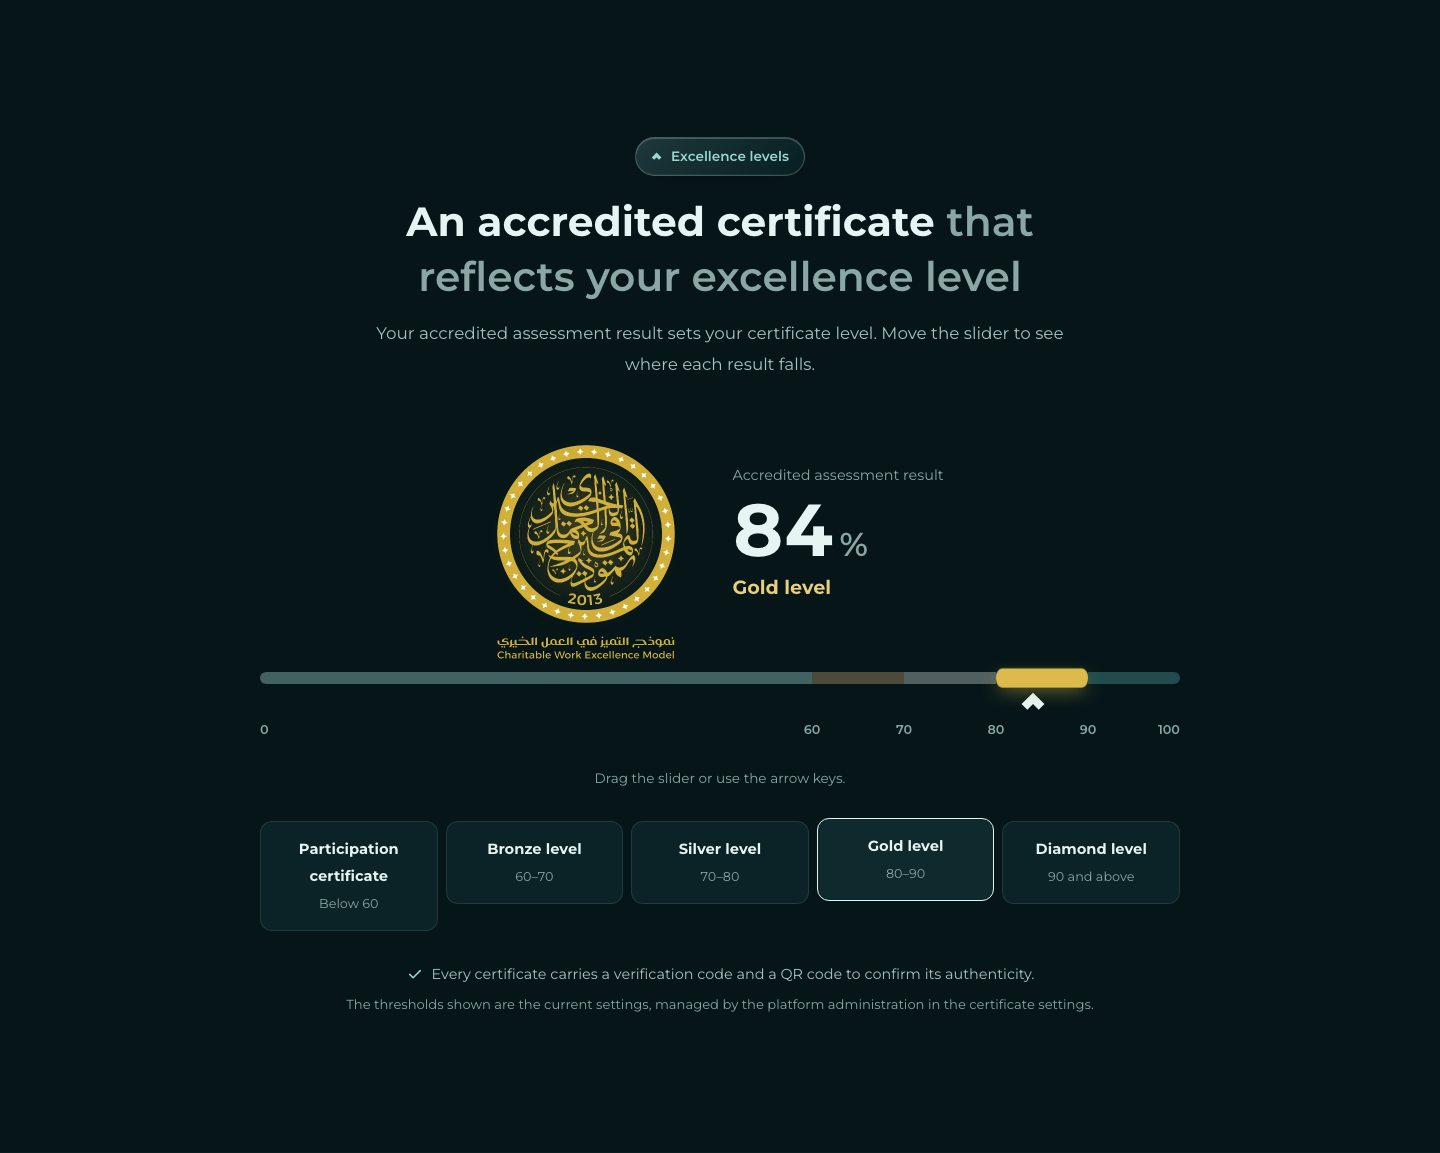 Excellence levels
An accredited certificate that
reflects your excellence level
Your accredited assessment result sets your certificate level. Move the slider to see
where each result falls.
نموذج التميز في العمل الخيري
2013
نموذج التميز في العمل الخيري
Charitable Work Excellence Model
Accredited assessment result
84 %
Gold level
0 60 70 80 90 100
Drag the slider or use the arrow keys.
Participation
certificate
Below 60
Bronze level
60–70
Silver level
70–80
Gold level
80–90
Diamond level
90 and above
Every certificate carries a verification code and a QR code to confirm its authenticity.
The thresholds shown are the current settings, managed by the platform administration in the certificate settings.